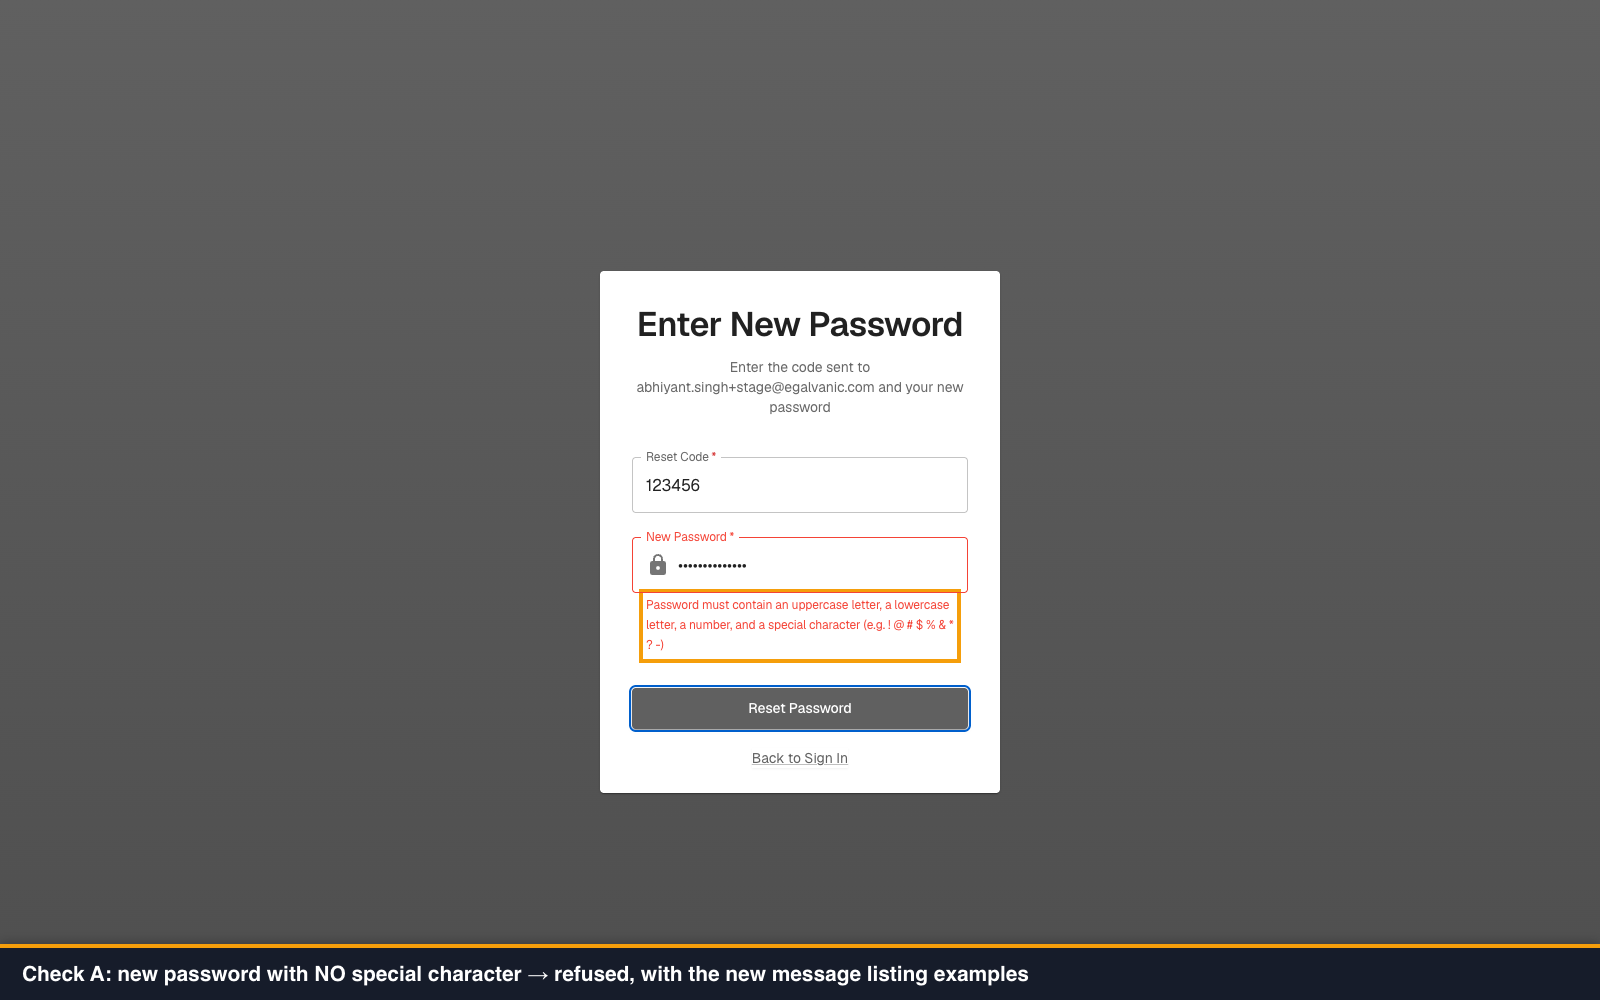 Enter New Password
Enter the code sent to
abhiyant.singh+stage@egalvanic.com and your new
password
Reset Code *
123456
New Password *
••••••••••••••
Password must contain an uppercase letter, a lowercase
letter, a number, and a special character (e.g. ! @ # $ % & *
? -)
Reset Password
Back to Sign In
Check A: new password with NO special character → refused, with the new message listing examples